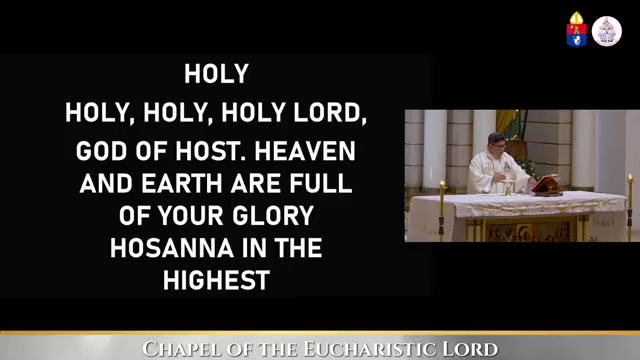 HOLY
HOLY, HOLY, HOLY LORD,
GOD OF HOST. HEAVEN
AND EARTH ARE FULL
OF YOUR GLORY
HOSANNA IN THE
HIGHEST
CHAPEL OF THE EUCHARISTIC LORD